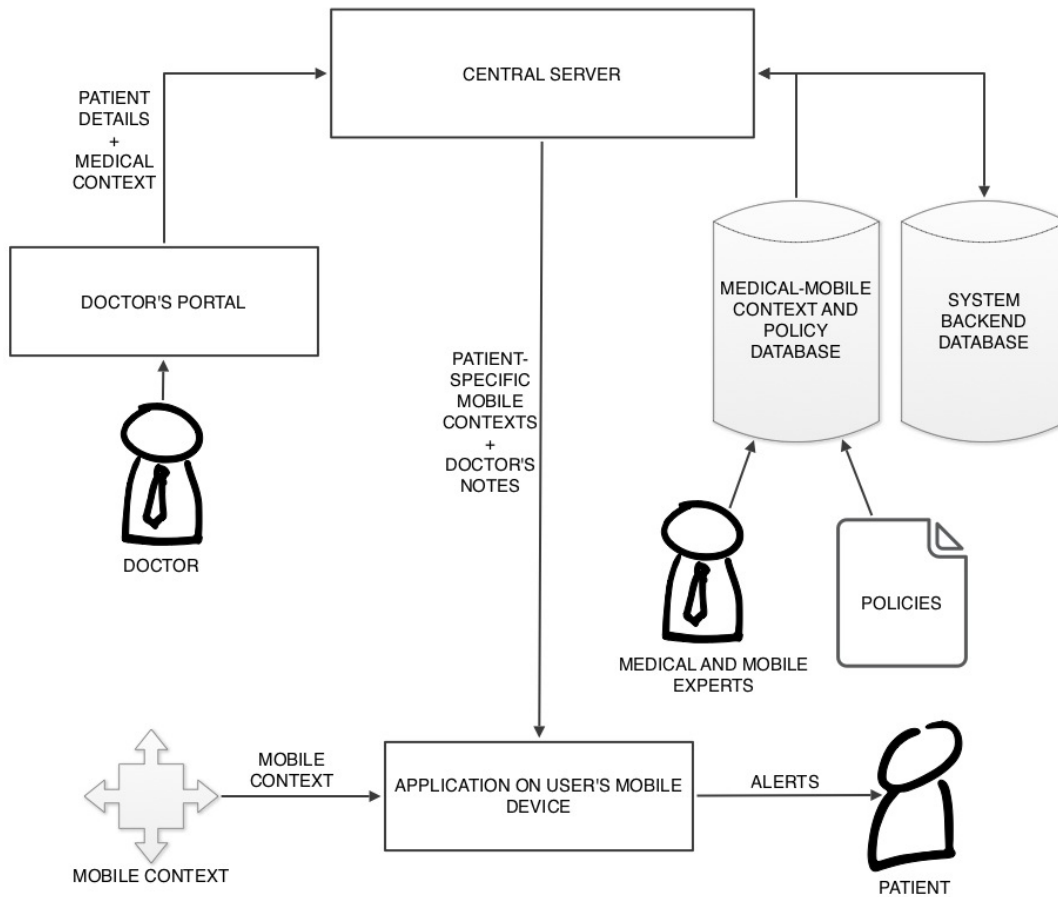 CENTRAL SERVER
PATIENT
DETAILS
+
MEDICAL
CONTEXT
DOCTOR'S PORTAL
DOCTOR
PATIENT-
SPECIFIC
MOBILE
CONTEXTS
+
DOCTOR'S
NOTES
MEDICAL-MOBILE
CONTEXT AND
POLICY
DATABASE
SYSTEM
BACKEND
DATABASE
MEDICAL AND MOBILE
EXPERTS
POLICIES
MOBILE CONTEXT
MOBILE
CONTEXT
APPLICATION ON USER'S MOBILE
DEVICE
ALERTS
PATIENT